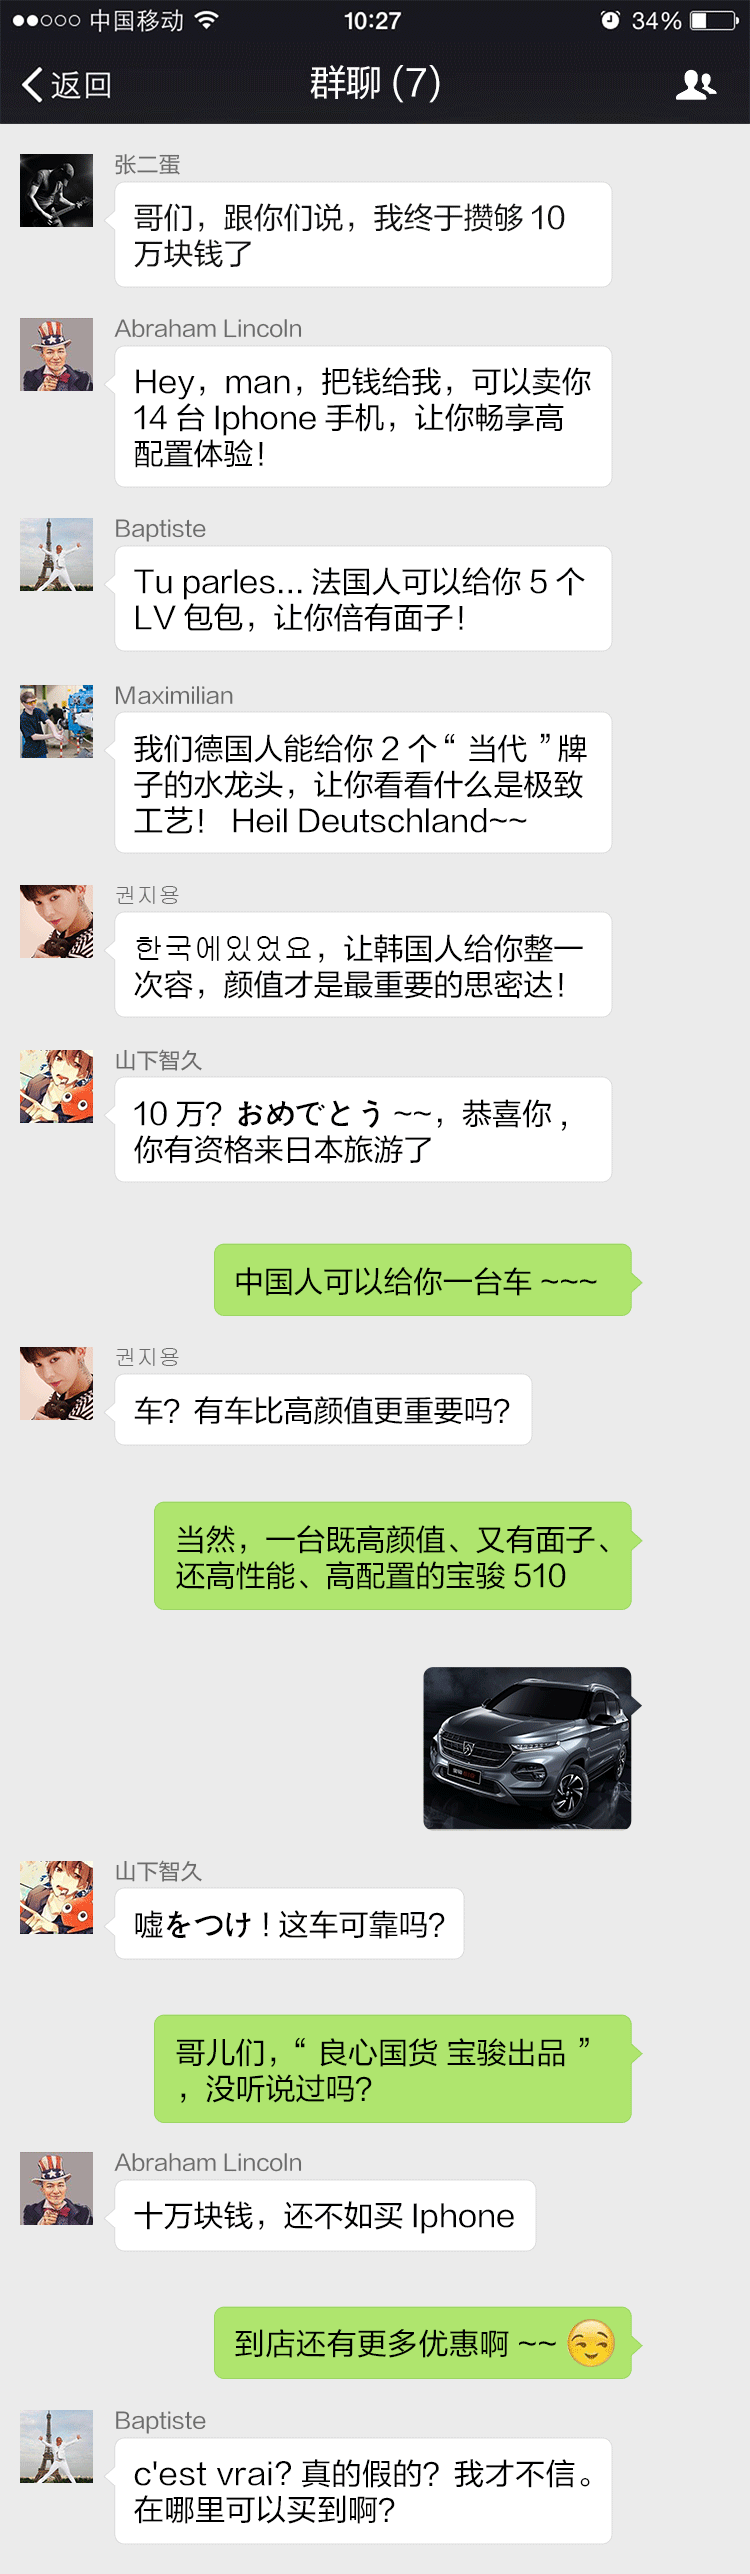 中国移动
10:27
34%
返回
群聊 (7)
张二蛋
哥们，跟你们说，我终于攒够 10
万块钱了
Abraham Lincoln
Hey，man，把钱给我，可以卖你
14 台 Iphone 手机，让你畅享高
配置体验！
Baptiste
Tu parles... 法国人可以给你 5 个
LV 包包，让你倍有面子！
Maximilian
我们德国人能给你 2 个“ 当代 ”牌
子的水龙头，让你看看什么是极致
工艺！ Heil Deutschland~~
권지용
한국에있었요，让韩国人给你整一
次容，颜值才是最重要的思密达！
山下智久
10 万？おめでとう ~~，恭喜你 ,
你有资格来日本旅游了
中国人可以给你一台车 ~~~
권지용
车？有车比高颜值更重要吗？
当然，一台既高颜值、又有面子、
还高性能、高配置的宝骏 510
山下智久
嘘をつけ ! 这车可靠吗？
哥儿们，“ 良心国货 宝骏出品 ”
，没听说过吗？
Abraham Lincoln
十万块钱，还不如买 Iphone
到店还有更多优惠啊 ~~
Baptiste
c'est vrai？真的假的？我才不信。
在哪里可以买到啊？